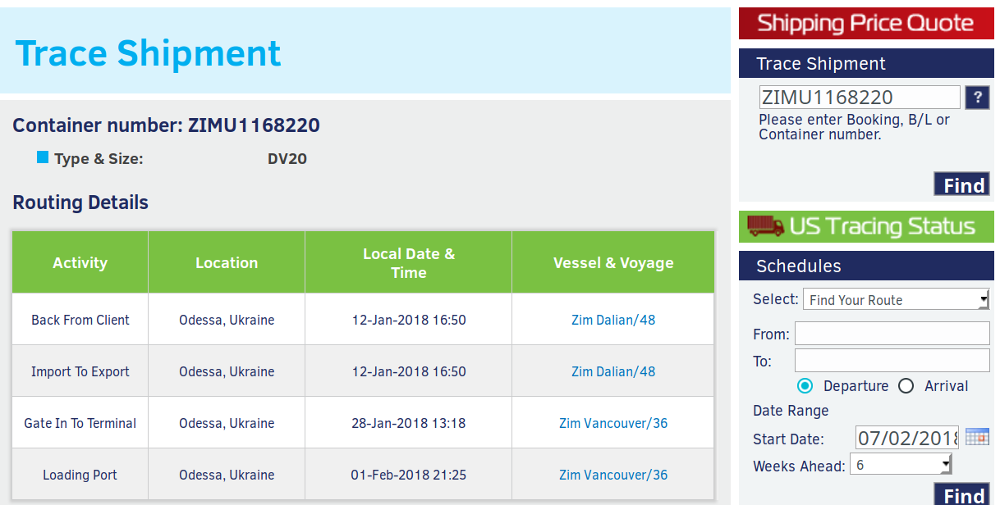 Trace Shipment
Container number: ZIMU1168220
Type & Size: DV20
Routing Details
Activity Location Local Date & Time Vessel & Voyage
Back From Client Odessa, Ukraine 12-Jan-2018 16:50 Zim Dalian/48
Import To Export Odessa, Ukraine 12-Jan-2018 16:50 Zim Dalian/48
Gate In To Terminal Odessa, Ukraine 28-Jan-2018 13:18 Zim Vancouver/36
Loading Port Odessa, Ukraine 01-Feb-2018 21:25 Zim Vancouver/36
Shipping Price Quote
Trace Shipment
ZIMU1168220 ?
Please enter Booking, B/L or
Container number.
Find
US Tracing Status
Schedules
Select: Find Your Route
From:
To:
Departure Arrival
Date Range
Start Date: 07/02/2018
Weeks Ahead: 6
Find